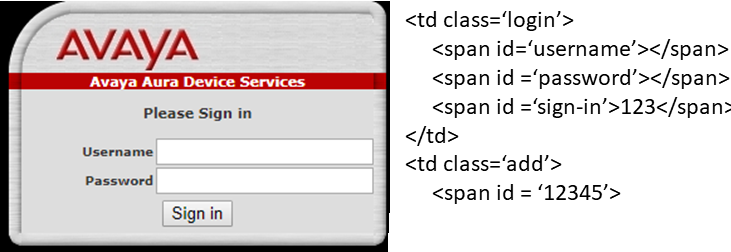 AVAYA
Avaya Aura Device Services
Please Sign in
Username
Password
Sign in
<td class=‘login’>
<span id=‘username’></span>
<span id =‘password’></span>
<span id =‘sign-in’>123</span>
</td>
<td class=‘add’>
<span id = ‘12345’>